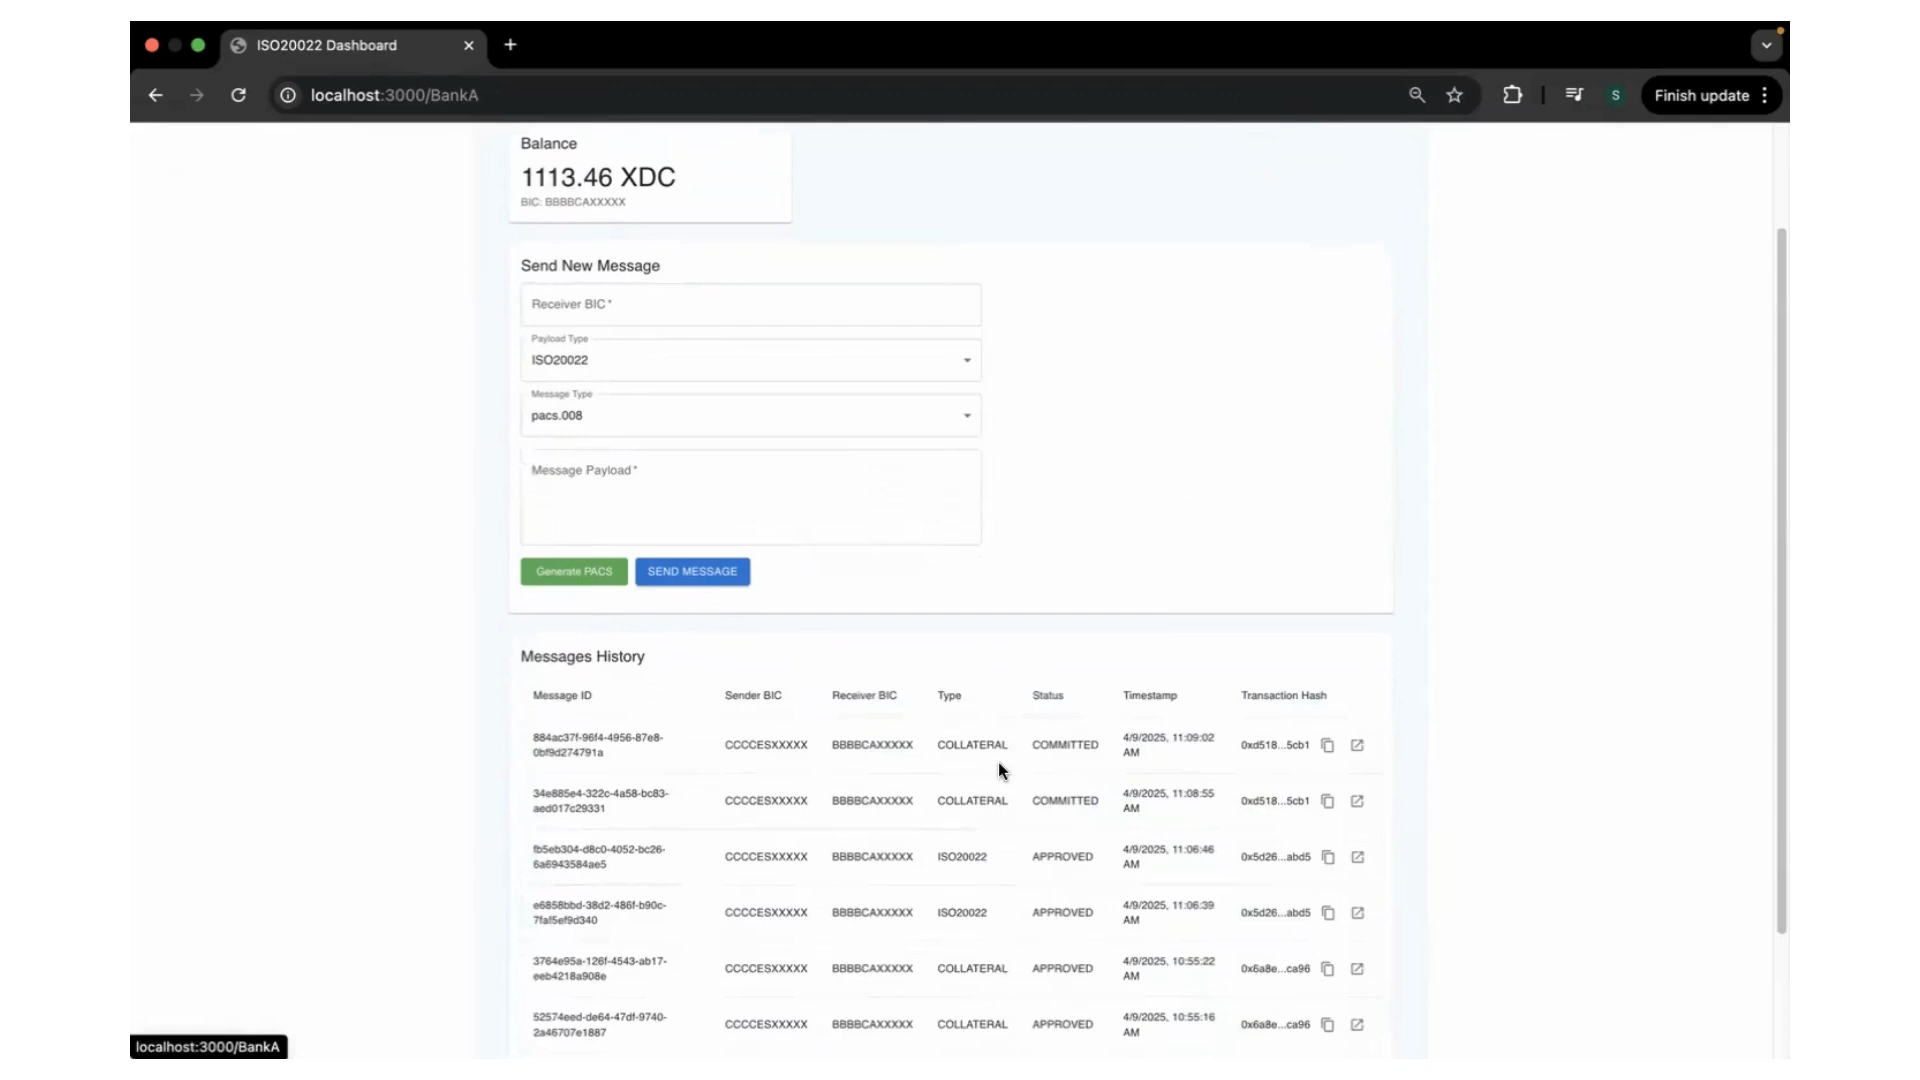 ISO20022 Dashboard
localhost:3000/BankA
S
Finish update
Balance
1113.46 XDC
BIC: BBBBCAXXXXX
Send New Message
Receiver BIC *
Payload Type
ISO20022
Message Type
pacs.008
Message Payload *
Generate PACS SEND MESSAGE
Messages History
Message ID Sender BIC Receiver BIC Type Status Timestamp Transaction Hash
884ac37f-96f4-4956-87e8-
0bf9d274791a
CCCCESXXXXX BBBBCAXXXXX COLLATERAL COMMITTED
4/9/2025, 11:09:02
AM
0xd518...5cb1
34e885e4-322c-4a58-bc83-
aed017c29331
CCCCESXXXXX BBBBCAXXXXX COLLATERAL COMMITTED
4/9/2025, 11:08:55
AM
0xd518...5cb1
fb5eb304-d8c0-4052-bc26-
6a6943584ae5
CCCCESXXXXX BBBBCAXXXXX ISO20022 APPROVED
4/9/2025, 11:06:46
AM
0x5d26...abd5
e6858bbd-38d2-486f-b90c-
7faf5ef9d340
CCCCESXXXXX BBBBCAXXXXX ISO20022 APPROVED
4/9/2025, 11:06:39
AM
0x5d26...abd5
3764e95a-126f-4543-ab17-
eeb4218a908e
CCCCESXXXXX BBBBCAXXXXX COLLATERAL APPROVED
4/9/2025, 10:55:22
AM
0x6a8e...ca96
52574eed-de64-47df-9740-
2a46707e1887
CCCCESXXXXX BBBBCAXXXXX COLLATERAL APPROVED
4/9/2025, 10:55:16
AM
0x6a8e...ca96
localhost:3000/BankA